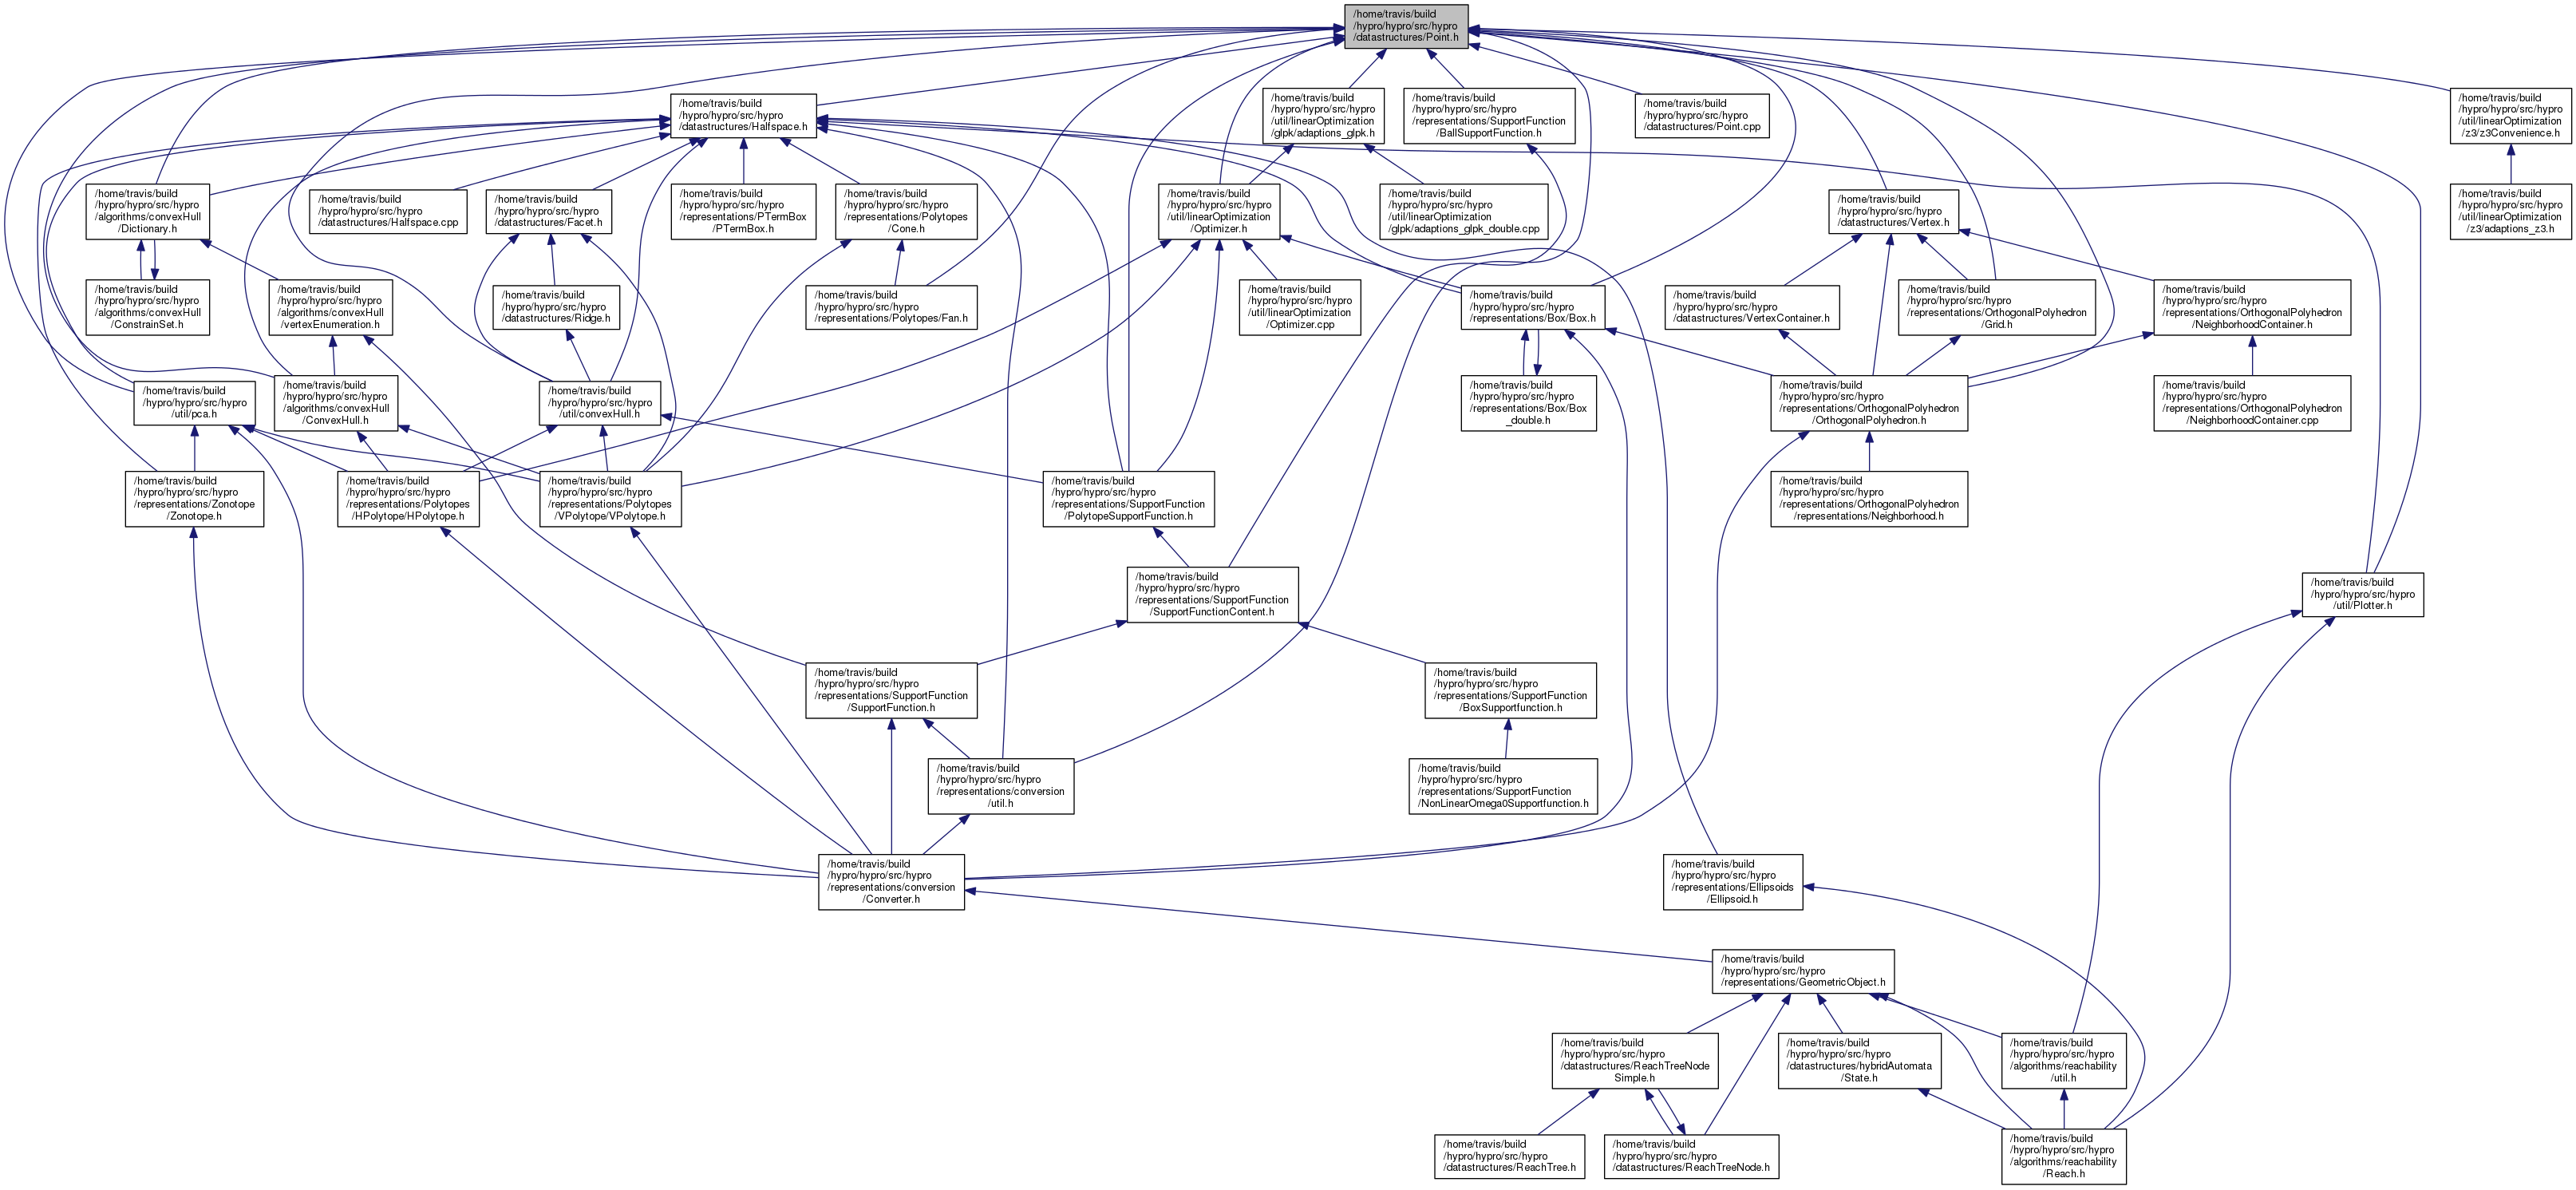 /home/travis/build
/hypro/hypro/src/hypro
/datastructures/Point.h
/home/travis/build
/hypro/hypro/src/hypro
/datastructures/Halfspace.h
/home/travis/build
/hypro/hypro/src/hypro
/util/linearOptimization
/glpk/adaptions_glpk.h
/home/travis/build
/hypro/hypro/src/hypro
/representations/SupportFunction
/BallSupportFunction.h
/home/travis/build
/hypro/hypro/src/hypro
/datastructures/Point.cpp
/home/travis/build
/hypro/hypro/src/hypro
/util/linearOptimization
/z3/z3Convenience.h
/home/travis/build
/hypro/hypro/src/hypro
/algorithms/convexHull
/Dictionary.h
/home/travis/build
/hypro/hypro/src/hypro
/datastructures/Halfspace.cpp
/home/travis/build
/hypro/hypro/src/hypro
/datastructures/Facet.h
/home/travis/build
/hypro/hypro/src/hypro
/representations/PTermBox
/PTermBox.h
/home/travis/build
/hypro/hypro/src/hypro
/representations/Polytopes
/Cone.h
/home/travis/build
/hypro/hypro/src/hypro
/util/linearOptimization
/Optimizer.h
/home/travis/build
/hypro/hypro/src/hypro
/util/linearOptimization
/glpk/adaptions_glpk_double.cpp
/home/travis/build
/hypro/hypro/src/hypro
/datastructures/Vertex.h
/home/travis/build
/hypro/hypro/src/hypro
/util/linearOptimization
/z3/adaptions_z3.h
/home/travis/build
/hypro/hypro/src/hypro
/algorithms/convexHull
/ConstrainSet.h
/home/travis/build
/hypro/hypro/src/hypro
/algorithms/convexHull
/vertexEnumeration.h
/home/travis/build
/hypro/hypro/src/hypro
/datastructures/Ridge.h
/home/travis/build
/hypro/hypro/src/hypro
/representations/Polytopes/Fan.h
/home/travis/build
/hypro/hypro/src/hypro
/util/linearOptimization
/Optimizer.cpp
/home/travis/build
/hypro/hypro/src/hypro
/representations/Box/Box.h
/home/travis/build
/hypro/hypro/src/hypro
/datastructures/VertexContainer.h
/home/travis/build
/hypro/hypro/src/hypro
/representations/OrthogonalPolyhedron
/Grid.h
/home/travis/build
/hypro/hypro/src/hypro
/representations/OrthogonalPolyhedron
/NeighborhoodContainer.h
/home/travis/build
/hypro/hypro/src/hypro
/util/pca.h
/home/travis/build
/hypro/hypro/src/hypro
/algorithms/convexHull
/ConvexHull.h
/home/travis/build
/hypro/hypro/src/hypro
/util/convexHull.h
/home/travis/build
/hypro/hypro/src/hypro
/representations/Box/Box
_double.h
/home/travis/build
/hypro/hypro/src/hypro
/representations/OrthogonalPolyhedron
/OrthogonalPolyhedron.h
/home/travis/build
/hypro/hypro/src/hypro
/representations/OrthogonalPolyhedron
/NeighborhoodContainer.cpp
/home/travis/build
/hypro/hypro/src/hypro
/representations/Zonotope
/Zonotope.h
/home/travis/build
/hypro/hypro/src/hypro
/representations/Polytopes
/HPolytope/HPolytope.h
/home/travis/build
/hypro/hypro/src/hypro
/representations/Polytopes
/VPolytope/VPolytope.h
/home/travis/build
/hypro/hypro/src/hypro
/representations/SupportFunction
/PolytopeSupportFunction.h
/home/travis/build
/hypro/hypro/src/hypro
/representations/OrthogonalPolyhedron
/representations/Neighborhood.h
/home/travis/build
/hypro/hypro/src/hypro
/representations/SupportFunction
/SupportFunctionContent.h
/home/travis/build
/hypro/hypro/src/hypro
/util/Plotter.h
/home/travis/build
/hypro/hypro/src/hypro
/representations/SupportFunction
/SupportFunction.h
/home/travis/build
/hypro/hypro/src/hypro
/representations/SupportFunction
/BoxSupportfunction.h
/home/travis/build
/hypro/hypro/src/hypro
/representations/conversion
/util.h
/home/travis/build
/hypro/hypro/src/hypro
/representations/SupportFunction
/NonLinearOmega0Supportfunction.h
/home/travis/build
/hypro/hypro/src/hypro
/representations/conversion
/Converter.h
/home/travis/build
/hypro/hypro/src/hypro
/representations/Ellipsoids
/Ellipsoid.h
/home/travis/build
/hypro/hypro/src/hypro
/representations/GeometricObject.h
/home/travis/build
/hypro/hypro/src/hypro
/datastructures/ReachTreeNode
Simple.h
/home/travis/build
/hypro/hypro/src/hypro
/datastructures/hybridAutomata
/State.h
/home/travis/build
/hypro/hypro/src/hypro
/algorithms/reachability
/util.h
/home/travis/build
/hypro/hypro/src/hypro
/datastructures/ReachTree.h
/home/travis/build
/hypro/hypro/src/hypro
/datastructures/ReachTreeNode.h
/home/travis/build
/hypro/hypro/src/hypro
/algorithms/reachability
/Reach.h